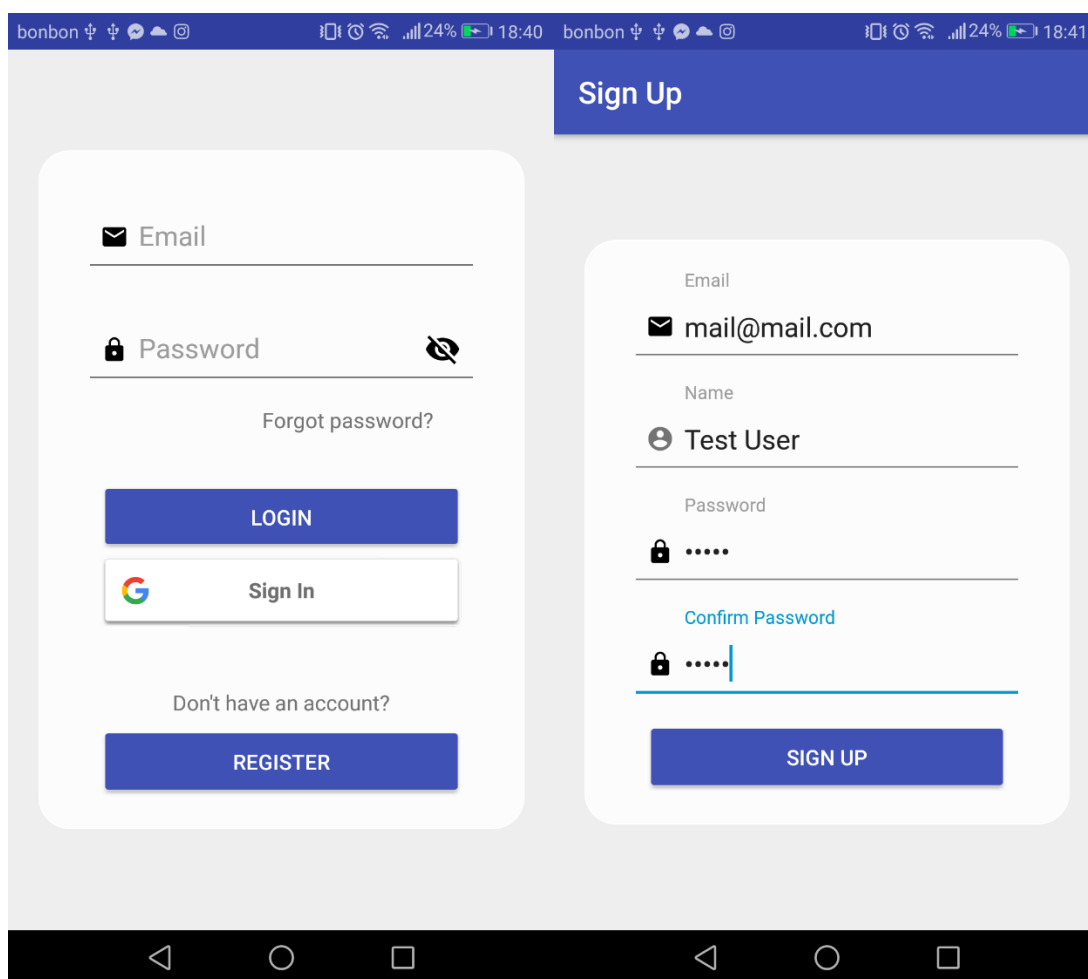 bonbon 24% 18:40
Email
Password
Forgot password?
LOGIN
Sign In
Don't have an account?
REGISTER
bonbon 24% 18:41
Sign Up
Email
mail@mail.com
Name
Test User
Password
•••••
Confirm Password
•••••
SIGN UP